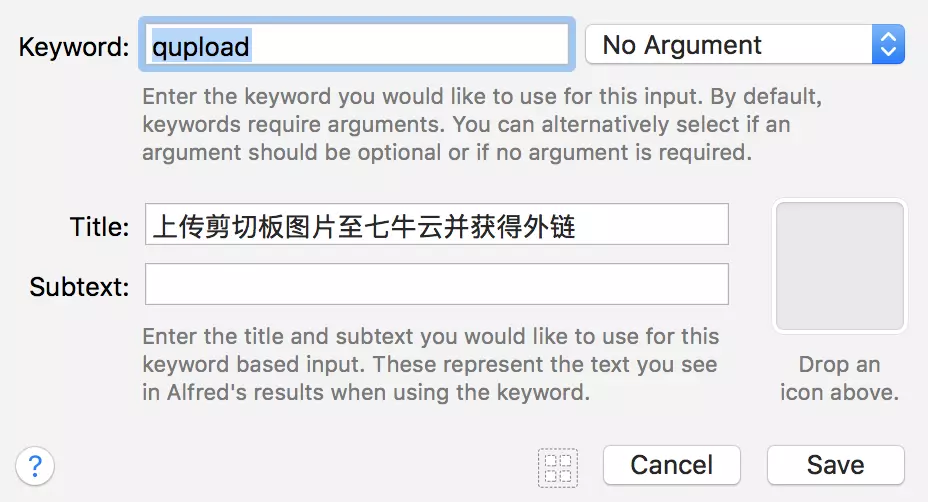 Keyword: qupload No Argument
Enter the keyword you would like to use for this input. By default,
keywords require arguments. You can alternatively select if an
argument should be optional or if no argument is required.
Title: 上传剪切板图片至七牛云并获得外链
Subtext:
Enter the title and subtext you would like to use for this
keyword based input. These represent the text you see
in Alfred's results when using the keyword.
Drop an
icon above.
? Cancel Save